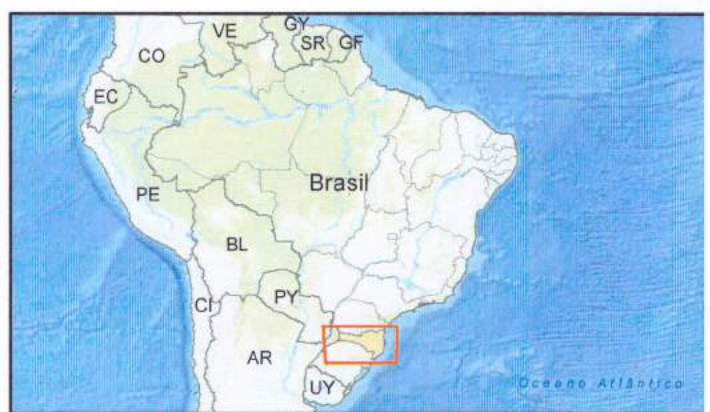 VE
GY
SR
GF
CO
EC
Brasil
PE
BL
PY
CI
AR
UY
Oceano Atlântico